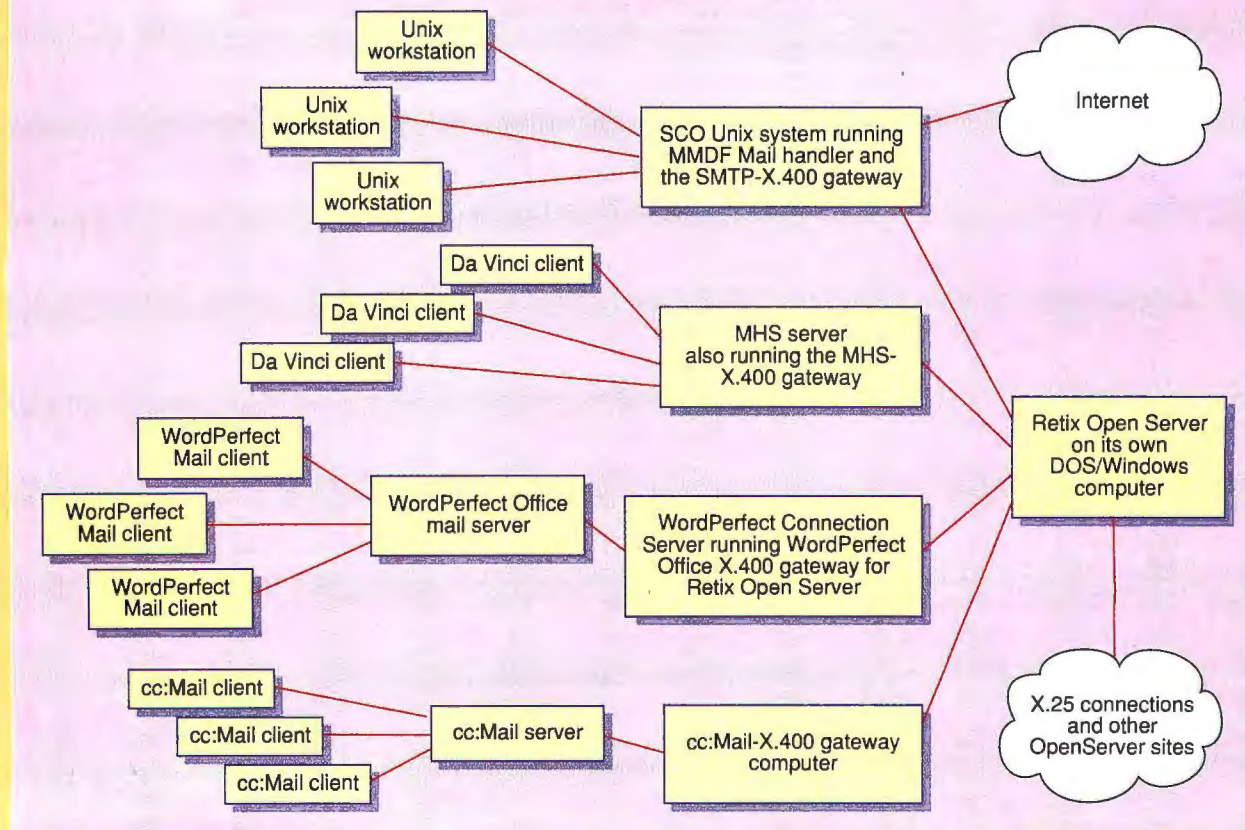 Unix
workstation
Unix
workstation
Unix
workstation
SCO Unix system running
MMDF Mail handler and
the SMTP-X.400 gateway
Internet
Da Vinci client
Da Vinci client
Da Vinci client
MHS server
also running the MHS-
X.400 gateway
Retix Open Server
on its own
DOS/Windows
computer
WordPerfect
Mail client
WordPerfect
Mail client
WordPerfect
Mail client
WordPerfect Office
mail server
WordPerfect Connection
Server running WordPerfect
Office X.400 gateway for
Retix Open Server
cc:Mail client
cc:Mail client
cc:Mail client
cc:Mail server
cc:Mail-X.400 gateway
computer
X.25 connections
and other
OpenServer sites